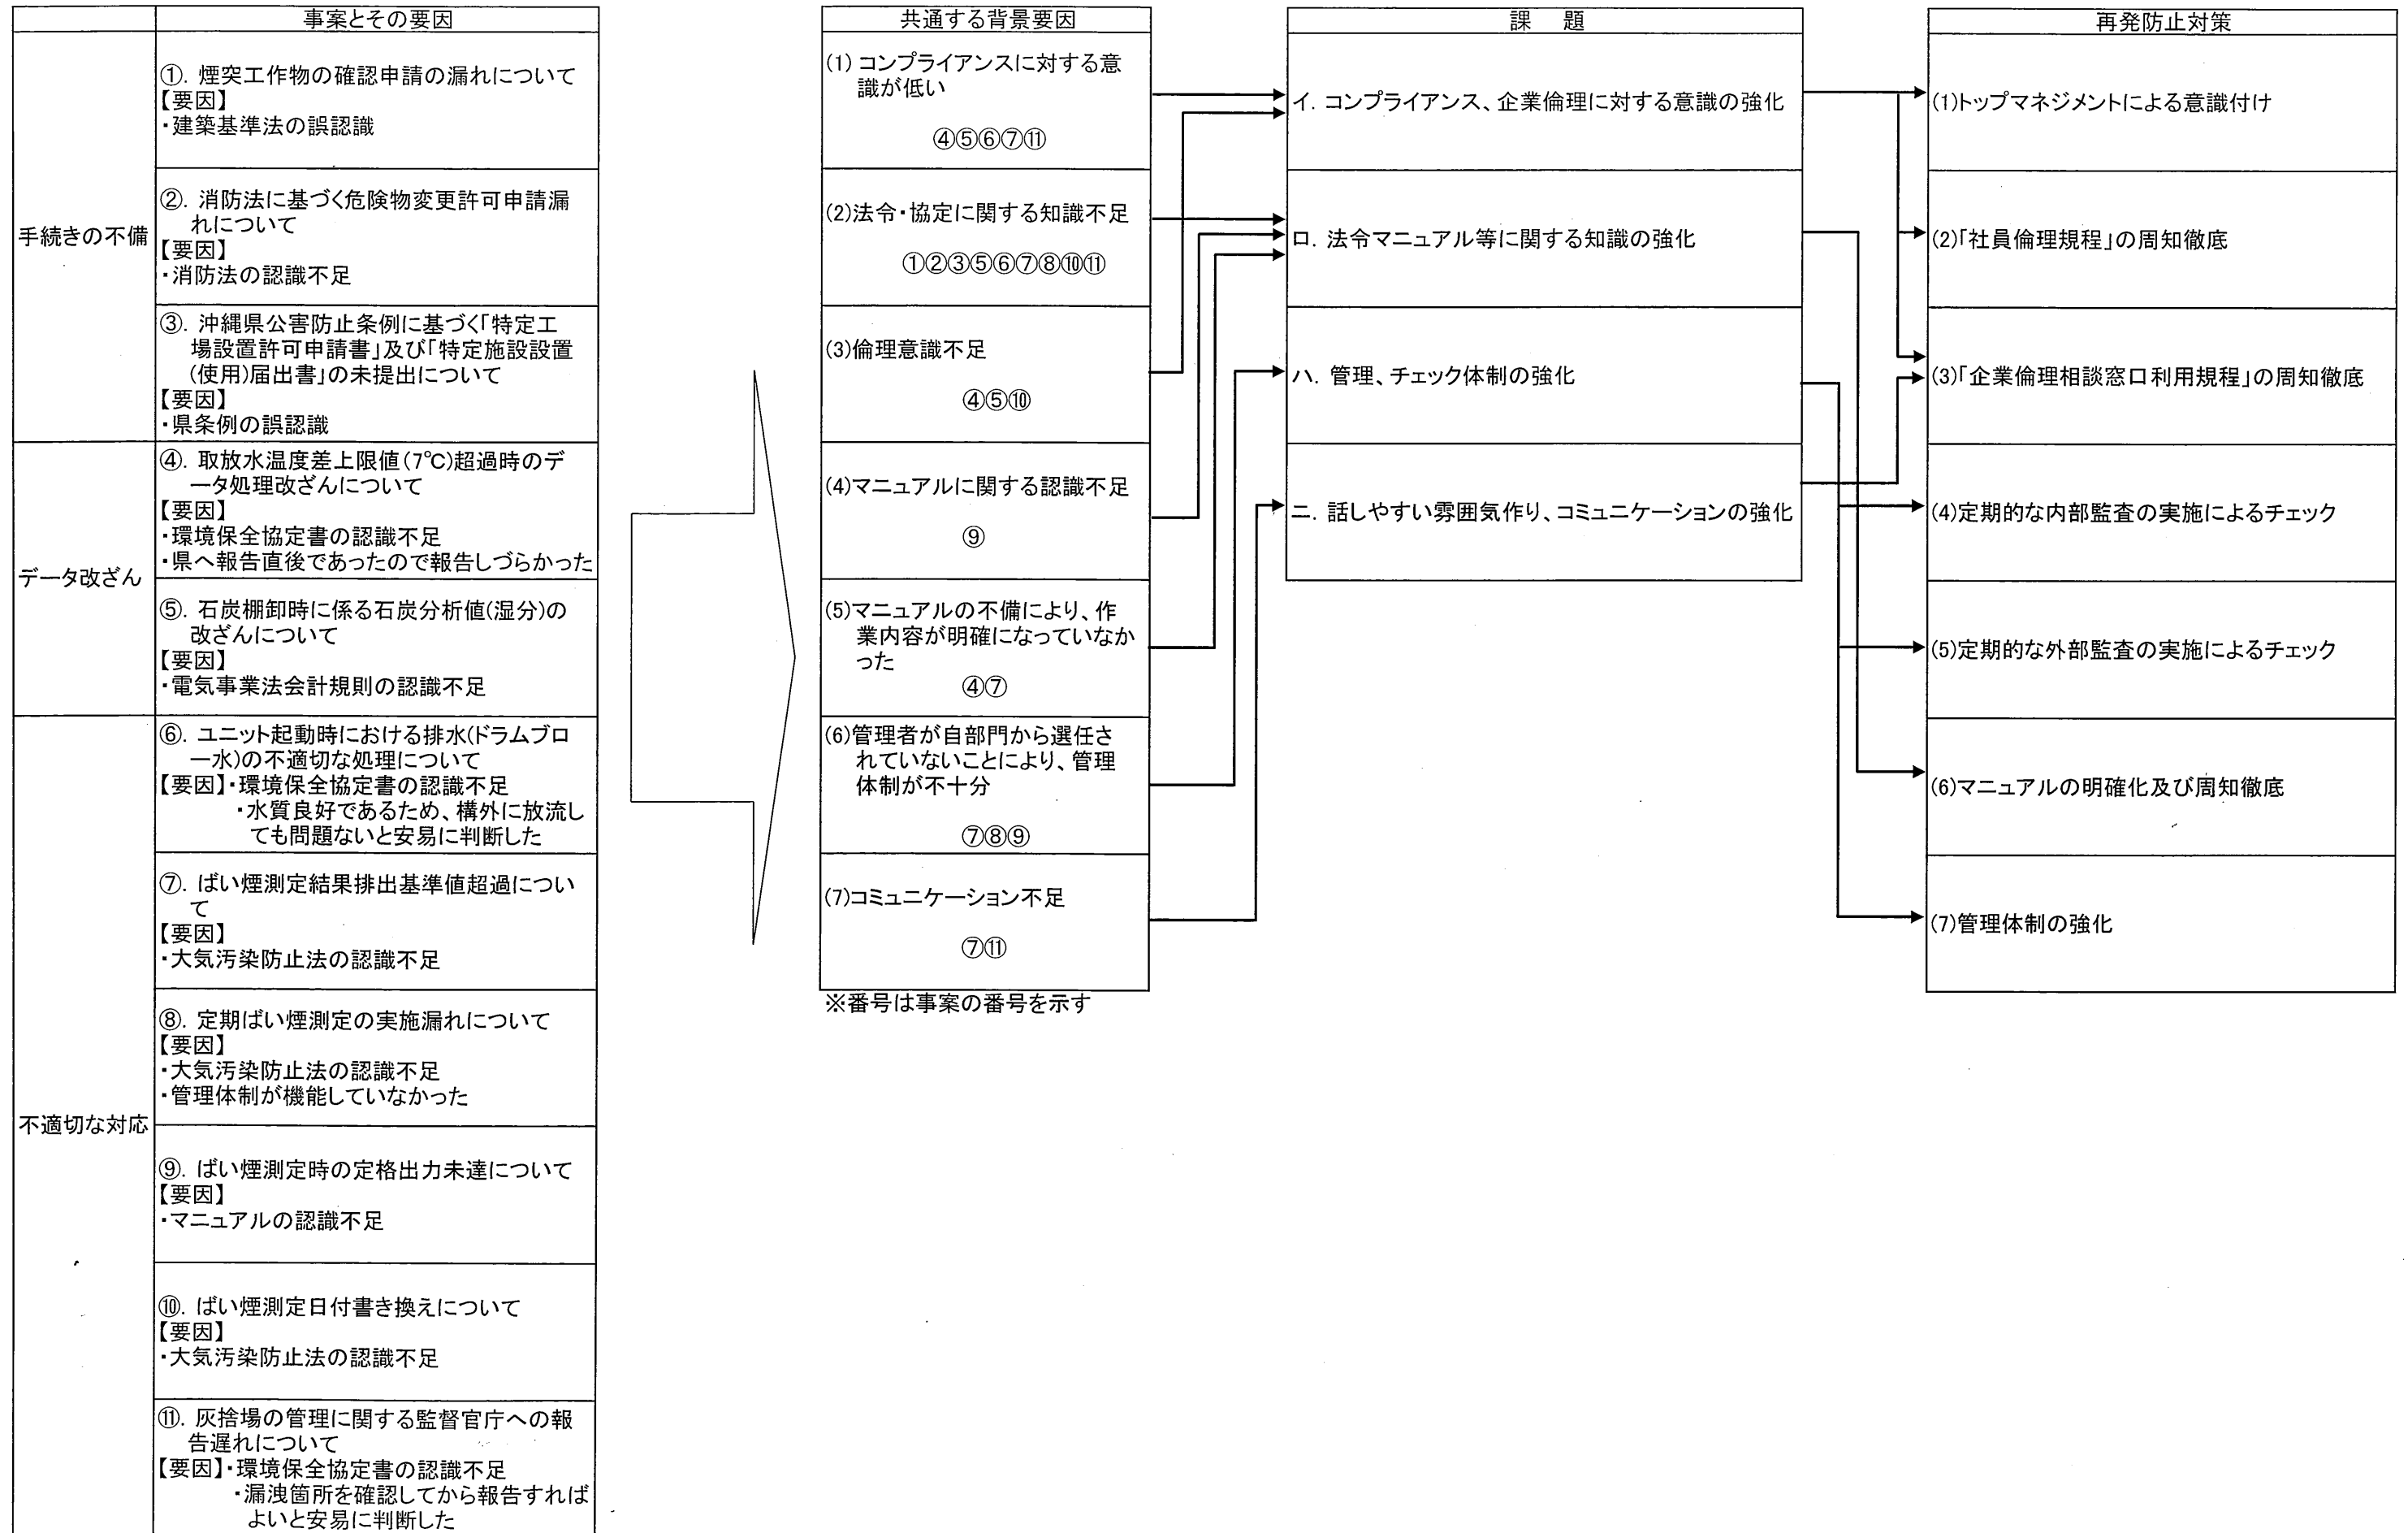 事案とその要因
手続きの不備
①. 煙突工作物の確認申請の漏れについて
【要因】
・建築基準法の誤認識
②. 消防法に基づく危険物変更許可申請漏
れについて
【要因】
・消防法の認識不足
③. 沖縄県公害防止条例に基づく「特定工
場設置許可申請書」及び「特定施設設置
(使用)届出書」の未提出について
【要因】
・県条例の誤認識
データ改ざん
④. 取放水温度差上限値(7℃)超過時のデ
ータ処理改ざんについて
【要因】
・環境保全協定書の認識不足
・県へ報告直後であったので報告しづらかった
⑤. 石炭棚卸時に係る石炭分析値(湿分)の
改ざんについて
【要因】
・電気事業法会計規則の認識不足
不適切な対応
⑥. ユニット起動時における排水(ドラムブロ
ー水)の不適切な処理について
【要因】・環境保全協定書の認識不足
・水質良好であるため、構外に放流し
ても問題ないと安易に判断した
⑦. ばい煙測定結果排出基準値超過につい
て
【要因】
・大気汚染防止法の認識不足
⑧. 定期ばい煙測定の実施漏れについて
【要因】
・大気汚染防止法の認識不足
・管理体制が機能していなかった
⑨. ばい煙測定時の定格出力未達について
【要因】
・マニュアルの認識不足
⑩. ばい煙測定日付書き換えについて
【要因】
・大気汚染防止法の認識不足
⑪. 灰捨場の管理に関する監督官庁への報
告遅れについて
【要因】・環境保全協定書の認識不足
・漏洩箇所を確認してから報告すれば
よいと安易に判断した
共通する背景要因
(1) コンプライアンスに対する意
識が低い
④⑤⑥⑦⑪
(2)法令・協定に関する知識不足
①②③⑤⑥⑦⑧⑩⑪
(3)倫理意識不足
④⑤⑩
(4)マニュアルに関する認識不足
⑨
(5)マニュアルの不備により、作
業内容が明確になっていなか
った
④⑦
(6)管理者が自部門から選任さ
れていないことにより、管理
体制が不十分
⑦⑧⑨
(7)コミュニケーション不足
⑦⑪
※番号は事案の番号を示す
課　題
イ. コンプライアンス、企業倫理に対する意識の強化
ロ. 法令マニュアル等に関する知識の強化
ハ. 管理、チェック体制の強化
ニ. 話しやすい雰囲気作り、コミュニケーションの強化
再発防止対策
(1)トップマネジメントによる意識付け
(2)「社員倫理規程」の周知徹底
(3)「企業倫理相談窓口利用規程」の周知徹底
(4)定期的な内部監査の実施によるチェック
(5)定期的な外部監査の実施によるチェック
(6)マニュアルの明確化及び周知徹底
(7)管理体制の強化